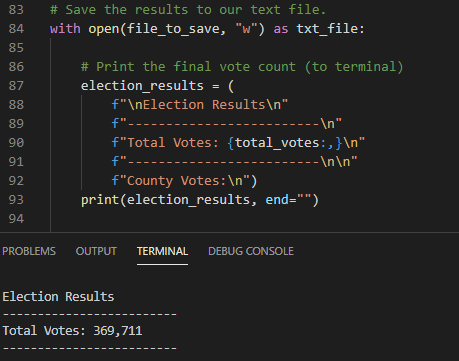 83 # Save the results to our text file.
84 with open(file_to_save, "w") as txt_file:
85
86 # Print the final vote count (to terminal)
87 election_results = (
88 f"\nElection Results\n"
89 f"-------------------------\n"
90 f"Total Votes: {total_votes:,}\n"
91 f"-------------------------\n\n"
92 f"County Votes:\n")
93 print(election_results, end="")
94
PROBLEMS OUTPUT TERMINAL DEBUG CONSOLE
Election Results
-------------------------
Total Votes: 369,711
-------------------------